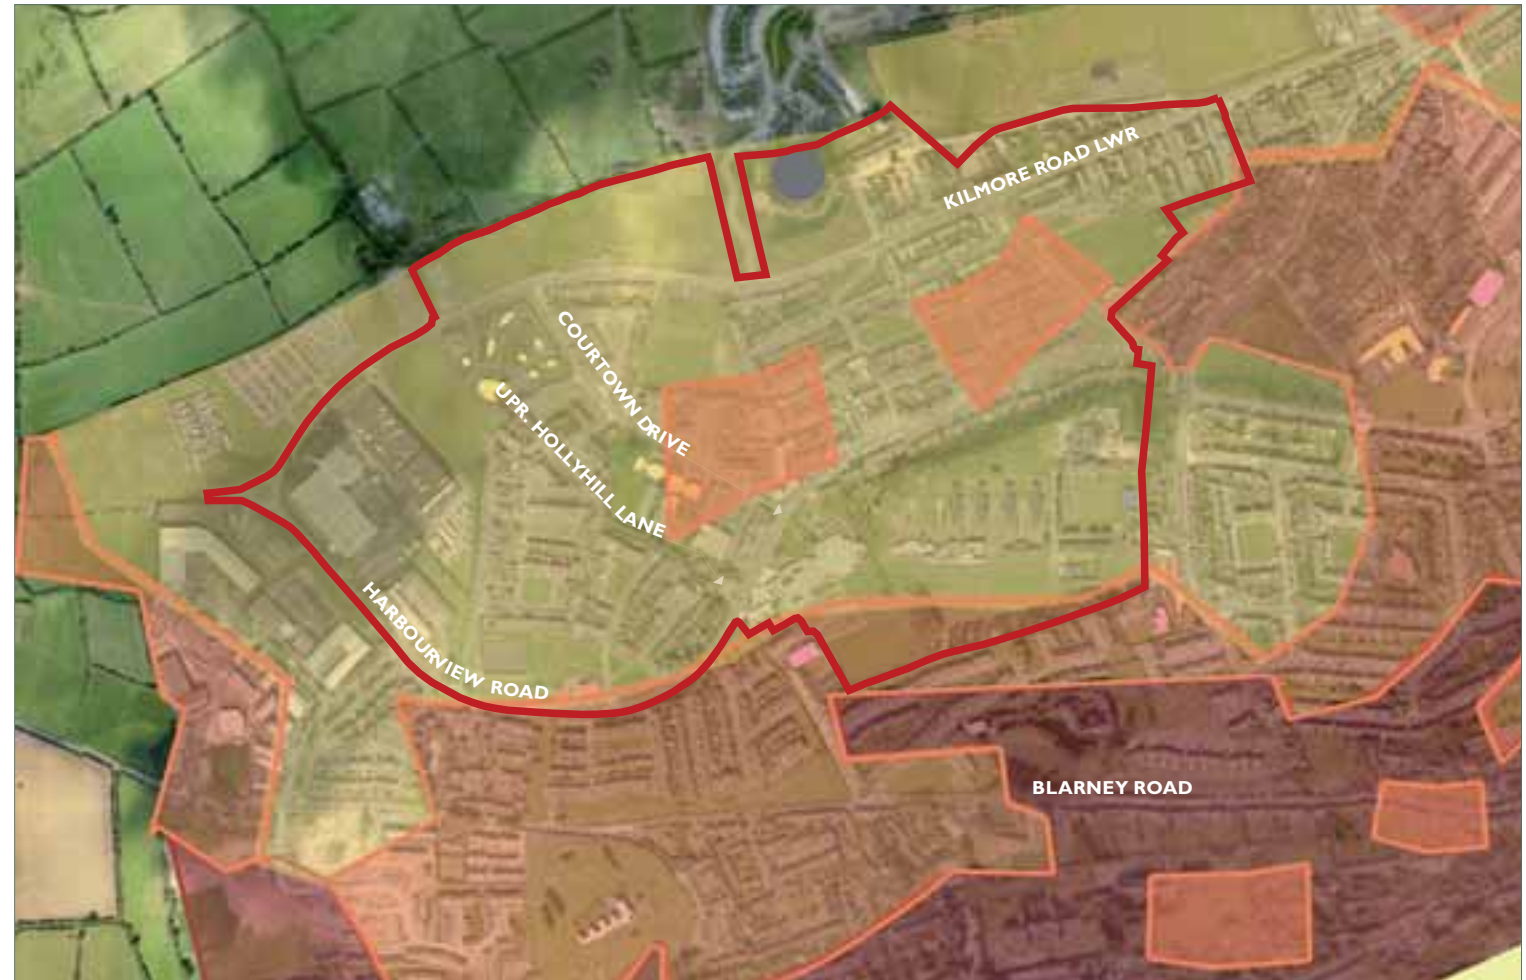 KILMORE ROAD LWR
COURTOWN DRIVE
UPR. HOLLYHILL LANE
HARBOURVIEW ROAD
BLARNEY ROAD